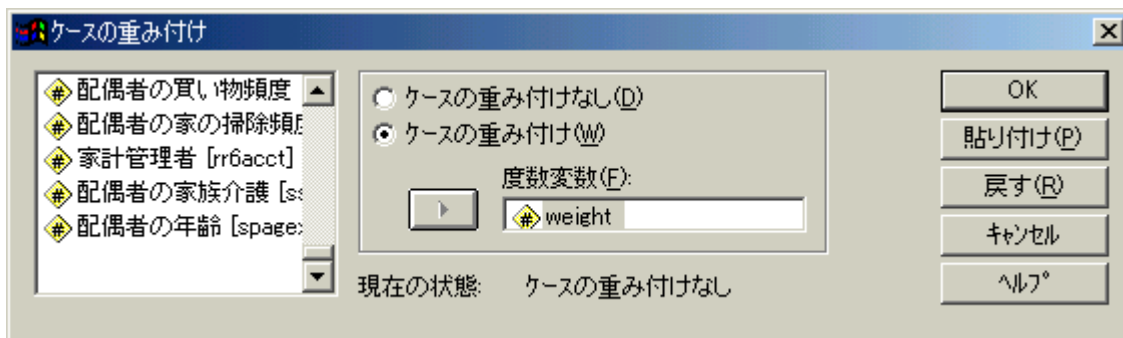 ケースの重み付け
配偶者の買い物頻度
配偶者の家の掃除頻度
家計管理者 [rr6acct]
配偶者の家族介護 [ss
配偶者の年齢 [spage
ケースの重み付けなし(D)
ケースの重み付け(W)
度数変数(F):
weight
現在の状態: ケースの重み付けなし
OK
貼り付け(P)
戻す(R)
キャンセル
ヘルプ